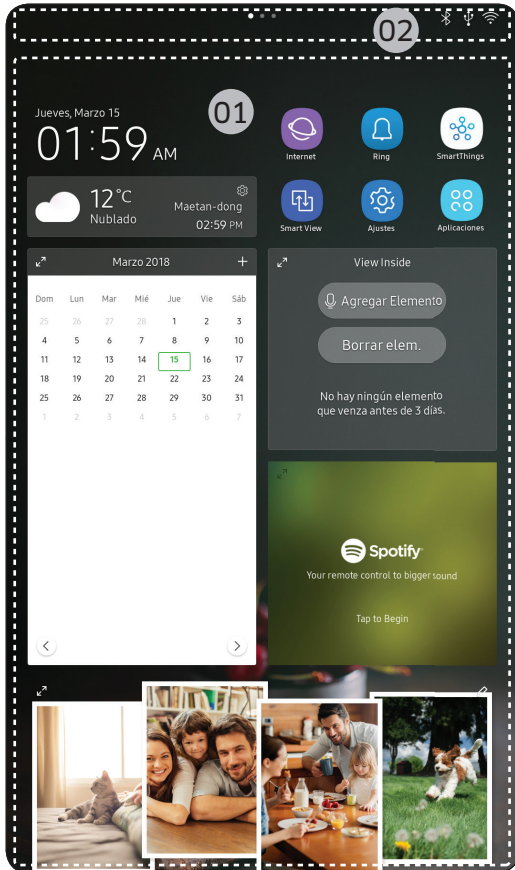 02
Jueves, Marzo 15
01
01:59 AM
Internet
Ring
SmartThings
12°C
Nublado
Maetan-dong
02:59 PM
Smart View
Ajustes
Aplicaciones
Marzo 2018 +
Dom Lun Mar Mié Jue Vie Sáb
25 26 27 28 1 2 3
4 5 6 7 8 9 10
11 12 13 14 15 16 17
18 19 20 21 22 23 24
25 26 27 28 29 30 31
1 2 3 4 5 6 7
View Inside
Agregar Elemento
Borrar elem.
No hay ningún elemento
que venza antes de 3 días.
Spotify
Your remote control to bigger sound
Tap to Begin